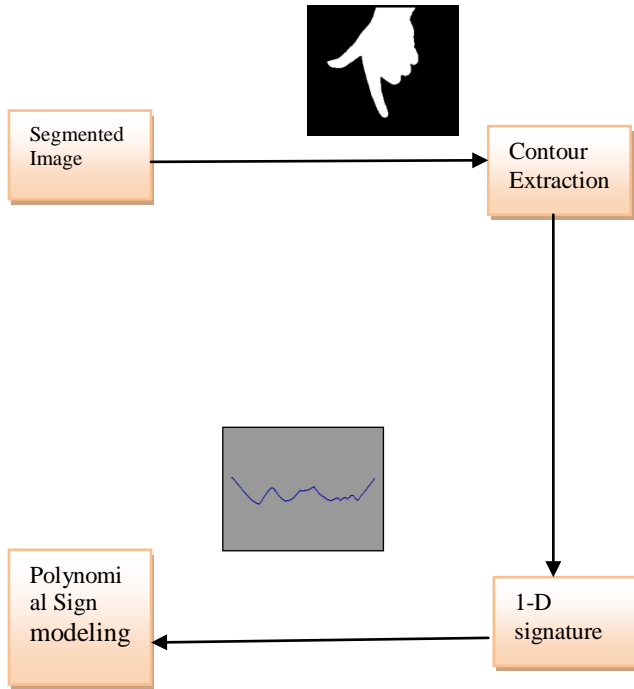 Segmented
Image
Contour
Extraction
Polynomi
al Sign
modeling
1-D
signature